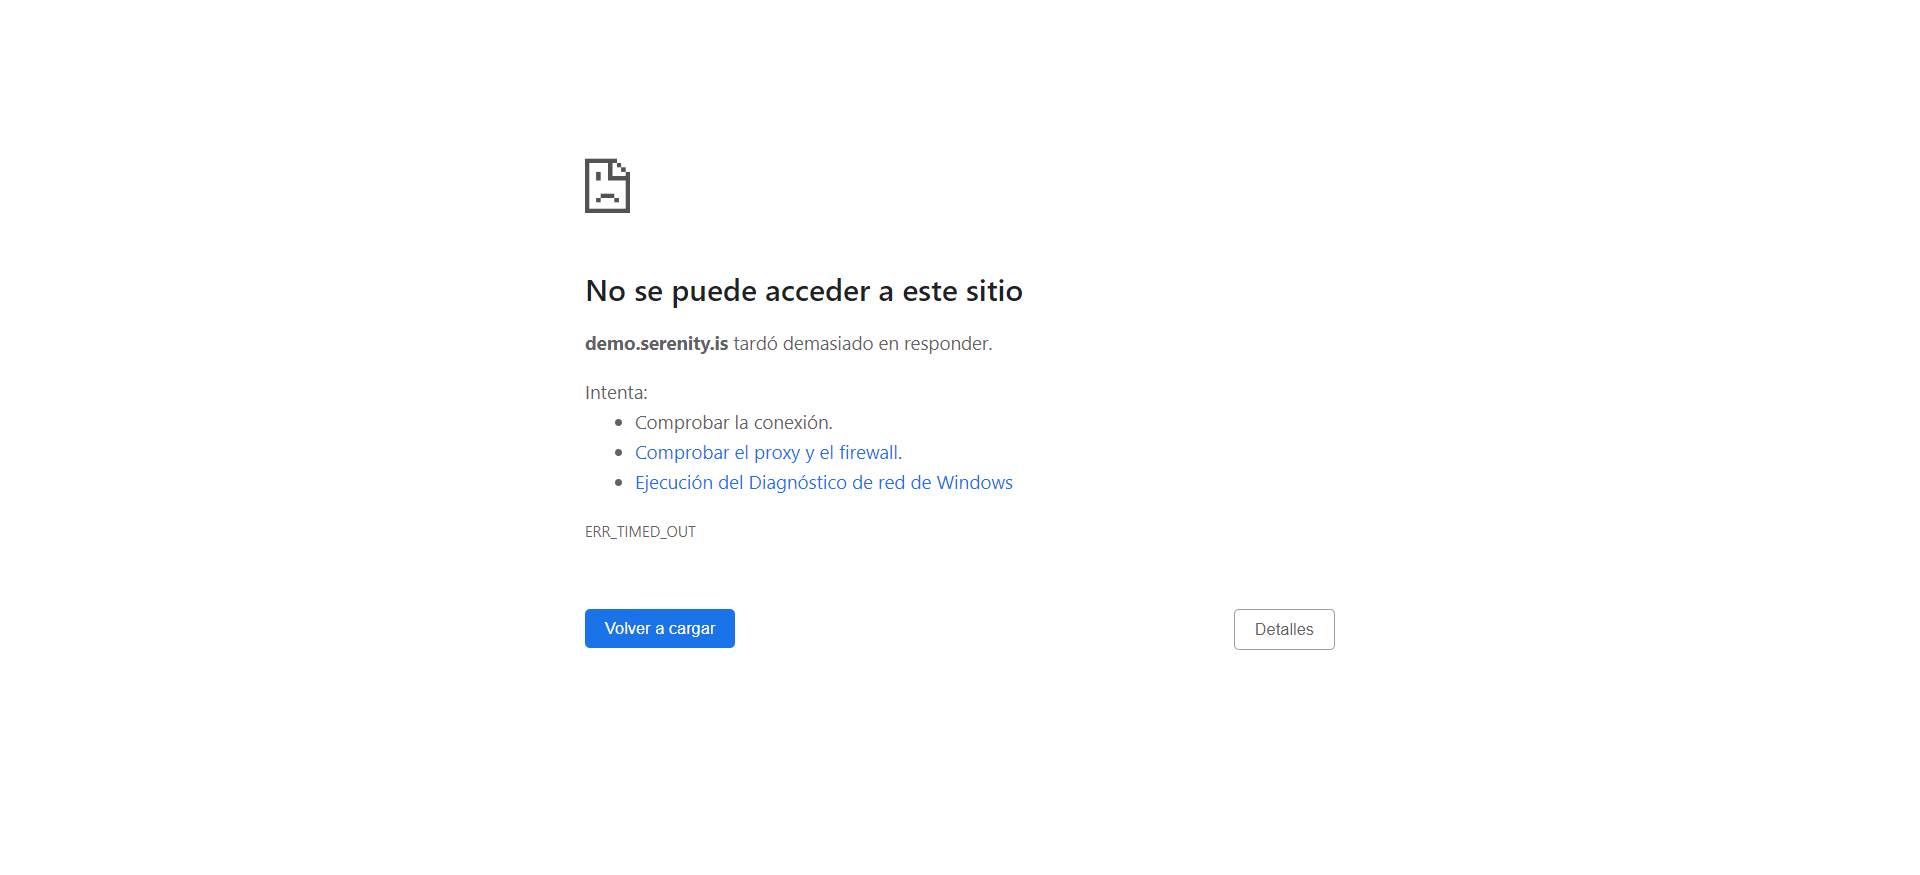 No se puede acceder a este sitio
demo.serenity.is tardó demasiado en responder.
Intenta:
Comprobar la conexión.
Comprobar el proxy y el firewall.
Ejecución del Diagnóstico de red de Windows
ERR_TIMED_OUT
Volver a cargar
Detalles